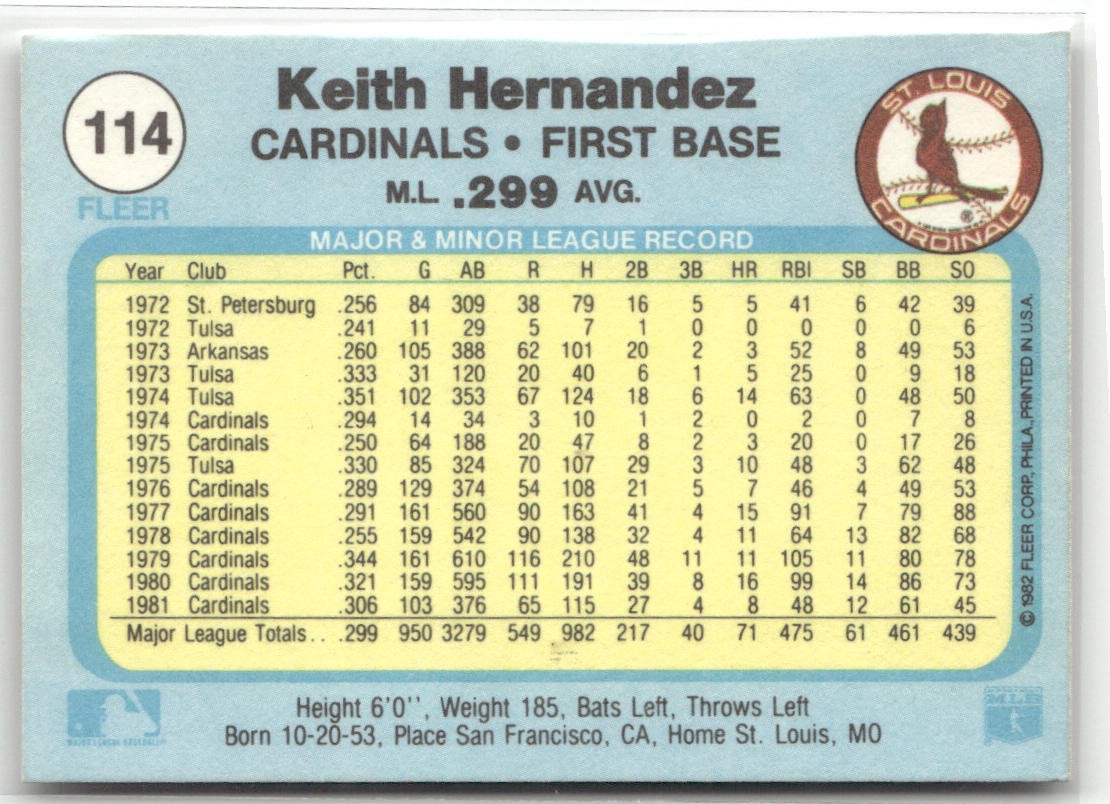 Keith Hernandez
114
CARDINALS • FIRST BASE
FLEER
M.L. .299 AVG.
ST. LOUIS
CARDINALS
®
MAJOR & MINOR LEAGUE RECORD
Year Club Pct. G AB R H 2B 3B HR RBI SB BB SO
1972 St. Petersburg .256 84 309 38 79 16 5 5 41 6 42 39
1972 Tulsa .241 11 29 5 7 1 0 0 0 0 0 6
1973 Arkansas .260 105 388 62 101 20 2 3 52 8 49 53
1973 Tulsa .333 31 120 20 40 6 1 5 25 0 9 18
1974 Tulsa .351 102 353 67 124 18 6 14 63 0 48 50
1974 Cardinals .294 14 34 3 10 1 2 0 2 0 7 8
1975 Cardinals .250 64 188 20 47 8 2 3 20 0 17 26
1975 Tulsa .330 85 324 70 107 29 3 10 48 3 62 48
1976 Cardinals .289 129 374 54 108 21 5 7 46 4 49 53
1977 Cardinals .291 161 560 90 163 41 4 15 91 7 79 88
1978 Cardinals .255 159 542 90 138 32 4 11 64 13 82 68
1979 Cardinals .344 161 610 116 210 48 11 11 105 11 80 78
1980 Cardinals .321 159 595 111 191 39 8 16 99 14 86 73
1981 Cardinals .306 103 376 65 115 27 4 8 48 12 61 45
Major League Totals . . .299 950 3279 549 982 217 40 71 475 61 461 439
© 1982 FLEER CORP., PHILA., PRINTED IN U.S.A.
Height 6'0'', Weight 185, Bats Left, Throws Left
Born 10-20-53, Place San Francisco, CA, Home St. Louis, MO
MAJOR LEAGUE BASEBALL